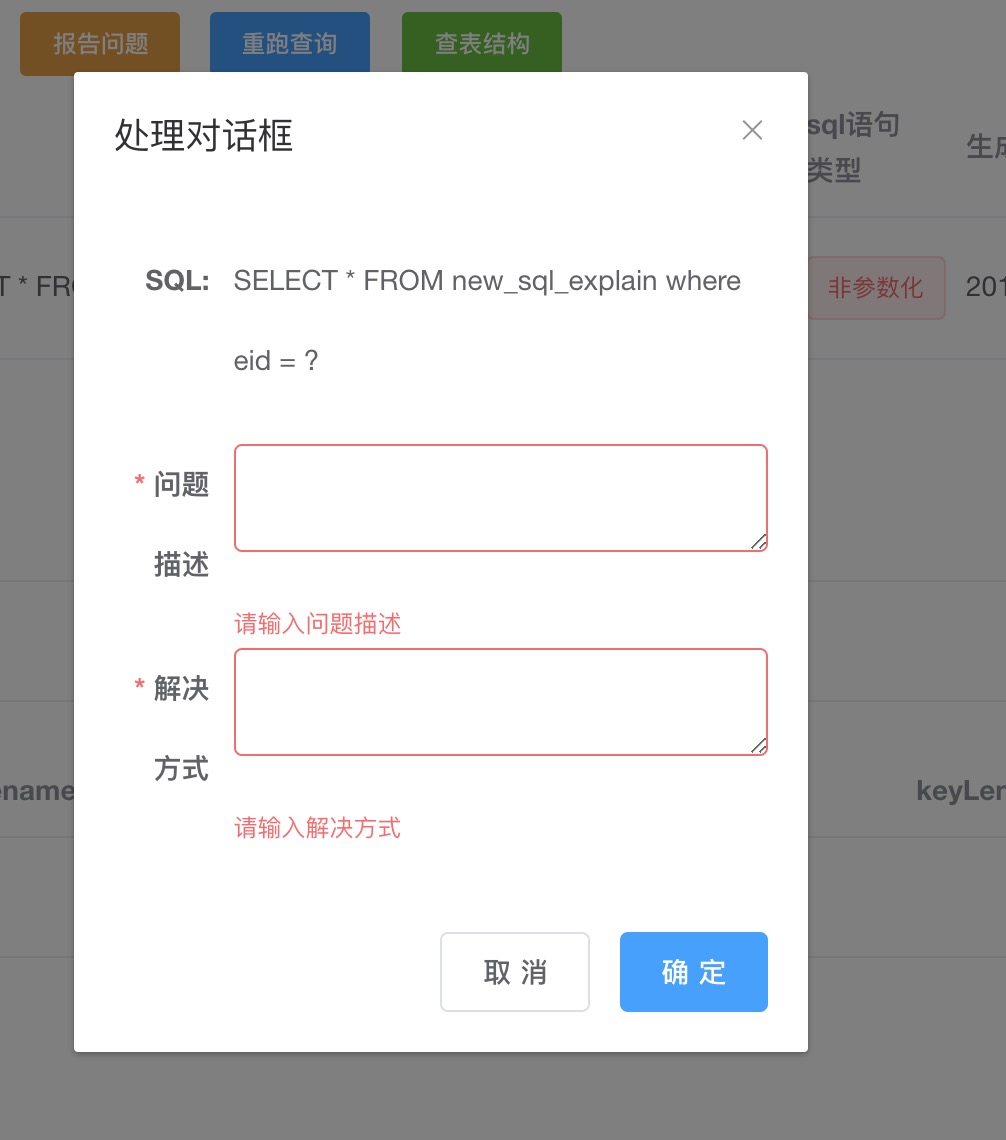 报告问题
重跑查询
查表结构
处理对话框
sql语句
类型
生成
SQL:
SELECT * FROM new_sql_explain where
eid = ?
T * FR
非参数化
201
* 问题
描述
请输入问题描述
* 解决
方式
ename
keyLen
请输入解决方式
取 消
确 定